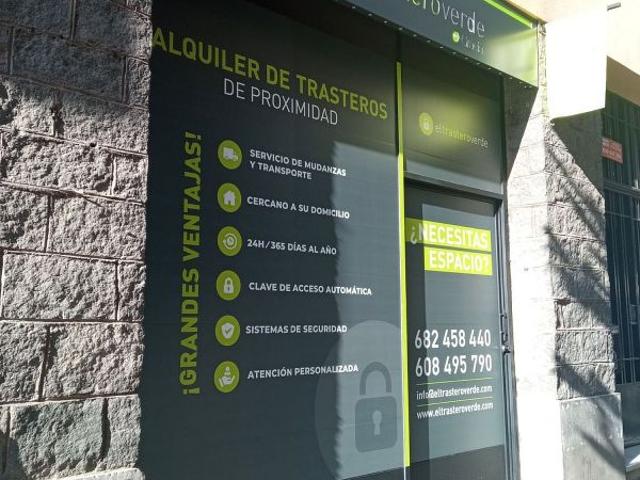 ALQUILER DE TRASTEROS
DE PROXIMIDAD
¡GRANDES VENTAJAS!
SERVICIO DE MUDANZAS
Y TRANSPORTE
CERCANO A SU DOMICILIO
24H/365 DÍAS AL AÑO
CLAVE DE ACCESO AUTOMÁTICA
SISTEMAS DE SEGURIDAD
ATENCIÓN PERSONALIZADA
eltrasteroverde
¿NECESITAS
ESPACIO?
682 458 440
608 495 790
info@eltrasteroverde.com
www.eltrasteroverde.com